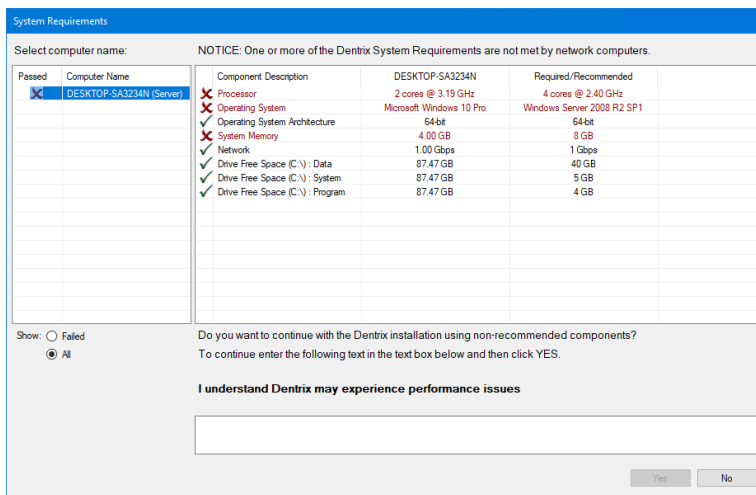 System Requirements
Select computer name:
NOTICE: One or more of the Dentrix System Requirements are not met by network computers.
Passed Computer Name
DESKTOP-SA3234N (Server)
Component Description DESKTOP-SA3234N Required/Recommended
Processor 2 cores @ 3.19 GHz 4 cores @ 2.40 GHz
Operating System Microsoft Windows 10 Pro Windows Server 2008 R2 SP1
Operating System Architecture 64-bit 64-bit
System Memory 4.00 GB 8 GB
Network 1.00 Gbps 1 Gbps
Drive Free Space (C:\) : Data 87.47 GB 40 GB
Drive Free Space (C:\) : System 87.47 GB 5 GB
Drive Free Space (C:\) : Program 87.47 GB 4 GB
Show: Failed
All
Do you want to continue with the Dentrix installation using non-recommended components?
To continue enter the following text in the text box below and then click YES.
I understand Dentrix may experience performance issues
Yes No